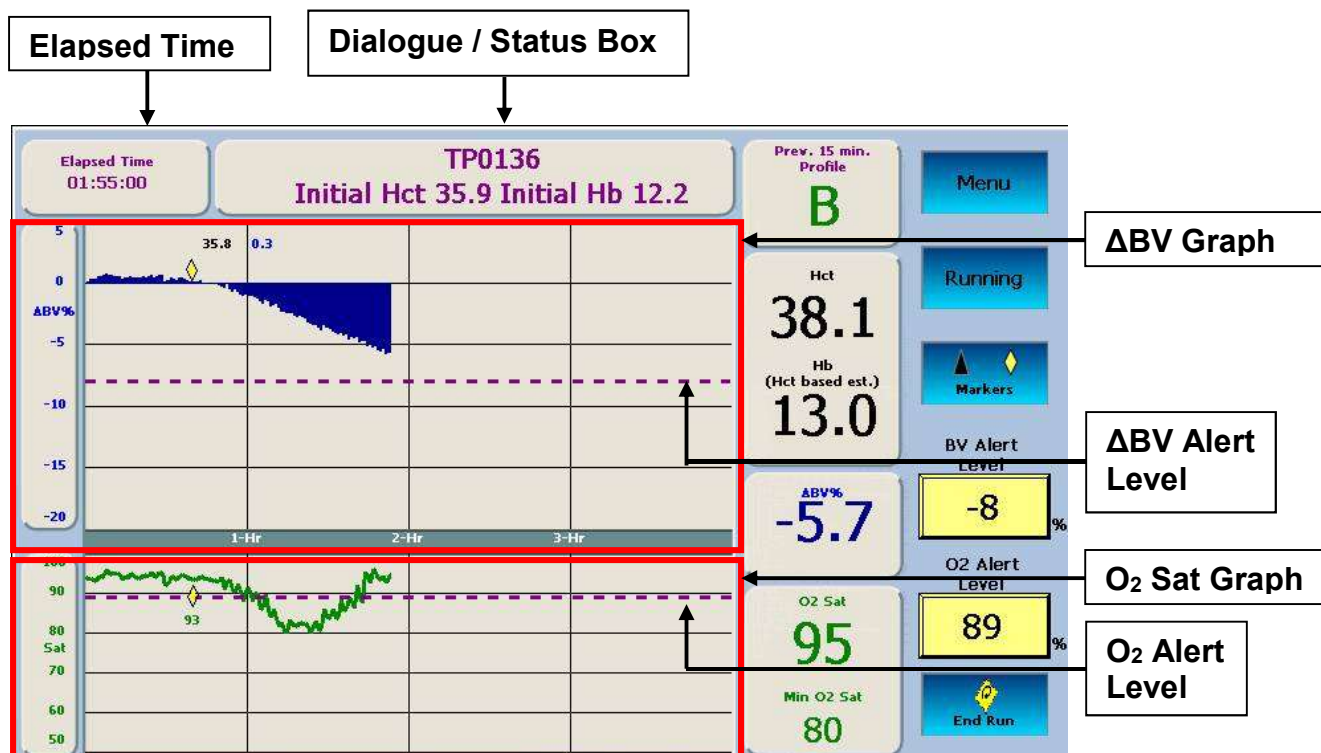 Elapsed Time
Dialogue / Status Box
Elapsed Time
01:55:00
TP0136
Initial Hct 35.9 Initial Hb 12.2
Prev. 15 min.
Profile
B
Menu
ΔBV Graph
5
0
ΔBV%
-5
-10
-15
-20
35.8 0.3
Hct
38.1
Hb
(Hct based est.)
13.0
Running
Markers
BV Alert
Level
-8
%
ΔBV Alert
Level
1-Hr 2-Hr 3-Hr
ΔBV%
-5.7
O2 Alert
Level
89
%
O₂ Sat Graph
100
90
80
Sat
70
60
50
93
O2 Sat
95
Min O2 Sat
80
End Run
O₂ Alert
Level